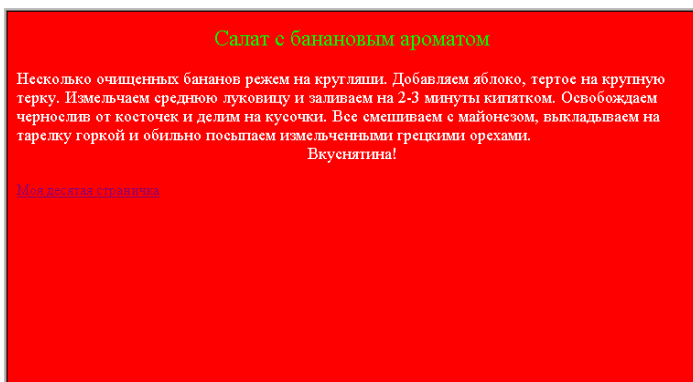 Салат с банановым ароматом
Несколько очищенных бананов режем на кругляши. Добавляем яблоко, тертое на крупную
терку. Измельчаем среднюю луковицу и заливаем на 2-3 минуты кипятком. Освобождаем
чернослив от косточек и делим на кусочки. Все смешиваем с майонезом, выкладываем на
тарелку горкой и обильно посыпаем измельченными грецкими орехами.
Вкуснятина!
Моя десятая страничка